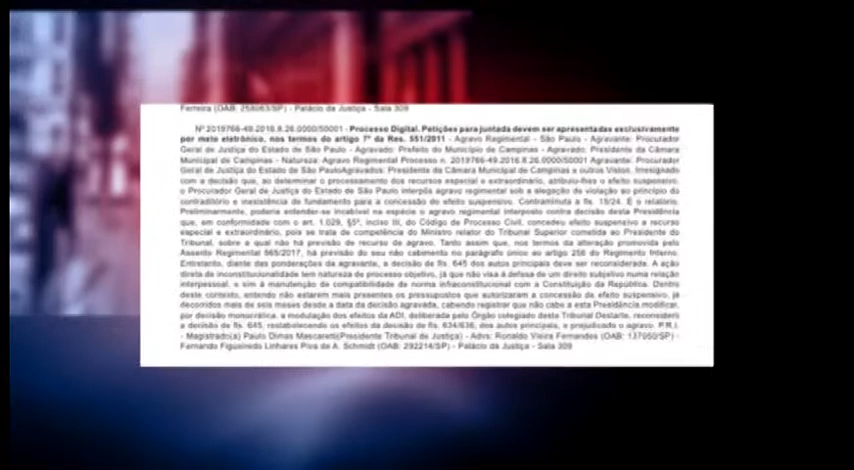 Ferreira (OAB: 258063/SP) - Palácio da Justiça - Sala 309
Nº 2019766-49.2016.8.26.0000/50001 - Processo Digital. Petições para juntada devem ser apresentadas exclusivamente
por meio eletrônico, nos termos do artigo 7º da Res. 551/2011 - Agravo Regimental - São Paulo - Agravante: Procurador
Geral de Justiça do Estado de São Paulo - Agravado: Prefeito do Município de Campinas - Agravado: Presidente da Câmara
Municipal de Campinas - Natureza: Agravo Regimental Processo n. 2019766-49.2016.8.26.0000/50001 Agravante: Procurador
Geral de Justiça do Estado de São PauloAgravados: Presidente da Câmara Municipal de Campinas e outros Vistos. Irresignado
com a decisão que, ao determinar o processamento dos recursos especial e extraordinário, atribuiu-lhes o efeito suspensivo,
o Procurador Geral de Justiça do Estado de São Paulo interpôs agravo regimental sob a alegação de violação ao princípio do
contraditório e inexistência de fundamento para a concessão do efeito suspensivo. Contraminuta a fls. 15/24. É o relatório.
Preliminarmente, poderia entender-se incabível na espécie o agravo regimental interposto contra decisão desta Presidência
que, em conformidade com o art. 1.029, §5º, inciso III, do Código de Processo Civil, concedeu efeito suspensivo a recurso
especial e extraordinário, pois se trata de competência do Ministro relator do Tribunal Superior cometida ao Presidente do
Tribunal, sobre a qual não há previsão de recurso de agravo. Tanto assim que, nos termos da alteração promovida pelo
Assento Regimental 565/2017, há previsão do seu não cabimento no parágrafo único ao artigo 256 do Regimento Interno.
Entretanto, diante das ponderações da agravante, a decisão de fls. 645 dos autos principais deve ser reconsiderada. A ação
direta de inconstitucionalidade tem natureza de processo objetivo, já que não visa à defesa de um direito subjetivo numa relação
interpessoal, e sim à manutenção de compatibilidade de norma infraconstitucional com a Constituição da República. Dentro
deste contexto, entendo não estarem mais presentes os pressupostos que autorizaram a concessão do efeito suspensivo, já
decorridos mais de seis meses desde a data da decisão agravada, cabendo registrar que não cabe a esta Presidência modificar,
por decisão monocrática, a modulação dos efeitos da ADI, deliberada pelo Órgão colegiado deste Tribunal Destarte, reconsiderei
a decisão de fls. 645, restabelecendo os efeitos da decisão de fls. 634/636, dos autos principais, e prejudicado o agravo. P.R.I.
- Magistrado(a) Paulo Dimas Mascaretti(Presidente Tribunal de Justiça) - Advs: Ronaldo Vieira Fernandes (OAB: 137050/SP) -
Fernando Figueiredo Linhares Piva de A. Schmidt (OAB: 292214/SP) - Palácio da Justiça - Sala 309